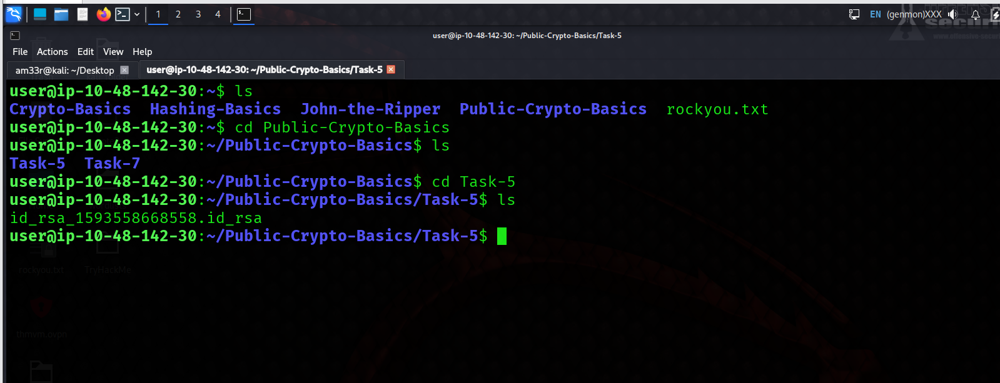 1 2 3 4
EN (genmon)XXX
user@ip-10-48-142-30: ~/Public-Crypto-Basics/Task-5
File Actions Edit View Help
am33r@kali: ~/Desktop
user@ip-10-48-142-30: ~/Public-Crypto-Basics/Task-5
user@ip-10-48-142-30:~$ ls
Crypto-Basics Hashing-Basics John-the-Ripper Public-Crypto-Basics rockyou.txt
user@ip-10-48-142-30:~$ cd Public-Crypto-Basics
user@ip-10-48-142-30:~/Public-Crypto-Basics$ ls
Task-5 Task-7
user@ip-10-48-142-30:~/Public-Crypto-Basics$ cd Task-5
user@ip-10-48-142-30:~/Public-Crypto-Basics/Task-5$ ls
id_rsa_1593558668558.id_rsa
user@ip-10-48-142-30:~/Public-Crypto-Basics/Task-5$
rockyou.txt TryHackMe
thmvm.ovpn